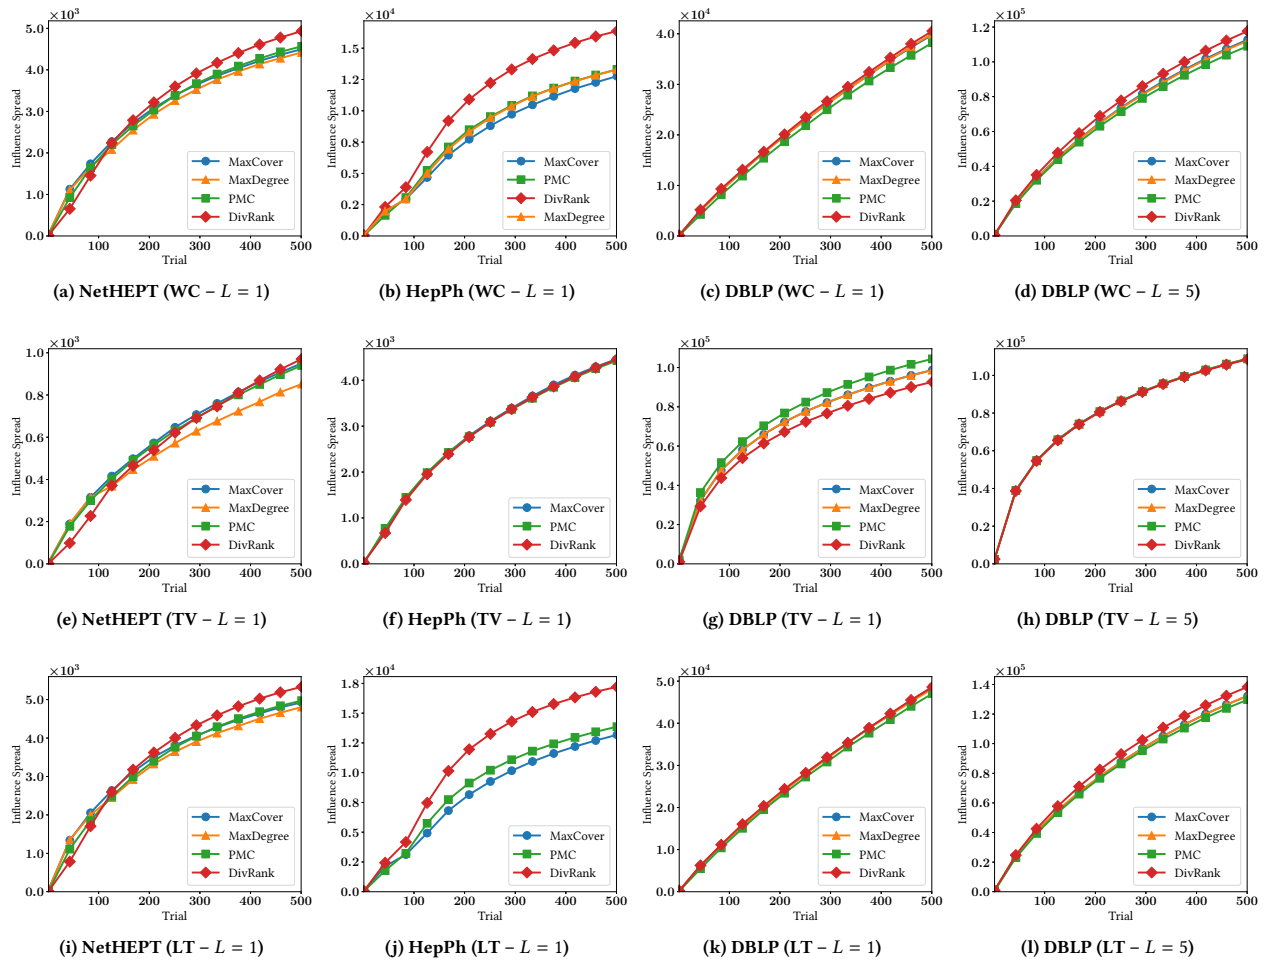 ×10³
5.0
4.0
3.0
2.0
1.0
0.0
100 200 300 400 500
Influence Spread
Trial
MaxCover
MaxDegree
PMC
DivRank
(a) NetHEPT (WC – L = 1)
×10⁴
1.5
1.2
1.0
0.8
0.5
0.2
0.0
100 200 300 400 500
Influence Spread
Trial
MaxCover
PMC
DivRank
MaxDegree
(b) HepPh (WC – L = 1)
×10⁴
4.0
3.0
2.0
1.0
0.0
100 200 300 400 500
Influence Spread
Trial
MaxCover
MaxDegree
PMC
DivRank
(c) DBLP (WC – L = 1)
×10⁵
1.2
1.0
0.8
0.6
0.4
0.2
0.0
100 200 300 400 500
Influence Spread
Trial
MaxCover
MaxDegree
PMC
DivRank
(d) DBLP (WC – L = 5)
×10³
1.0
0.8
0.6
0.4
0.2
0.0
100 200 300 400 500
Influence Spread
Trial
MaxCover
MaxDegree
PMC
DivRank
(e) NetHEPT (TV – L = 1)
×10³
4.0
3.0
2.0
1.0
0.0
100 200 300 400 500
Influence Spread
Trial
MaxCover
PMC
DivRank
(f) HepPh (TV – L = 1)
×10⁵
1.0
0.8
0.6
0.4
0.2
0.0
100 200 300 400 500
Influence Spread
Trial
MaxCover
MaxDegree
PMC
DivRank
(g) DBLP (TV – L = 1)
×10⁵
1.0
0.8
0.6
0.4
0.2
0.0
100 200 300 400 500
Influence Spread
Trial
MaxCover
MaxDegree
PMC
DivRank
(h) DBLP (TV – L = 5)
×10³
5.0
4.0
3.0
2.0
1.0
0.0
100 200 300 400 500
Influence Spread
Trial
MaxCover
MaxDegree
PMC
DivRank
(i) NetHEPT (LT – L = 1)
×10⁴
1.8
1.5
1.2
1.0
0.8
0.5
0.2
0.0
100 200 300 400 500
Influence Spread
Trial
MaxCover
PMC
DivRank
(j) HepPh (LT – L = 1)
×10⁴
5.0
4.0
3.0
2.0
1.0
0.0
100 200 300 400 500
Influence Spread
Trial
MaxCover
MaxDegree
PMC
DivRank
(k) DBLP (LT – L = 1)
×10⁵
1.4
1.2
1.0
0.8
0.6
0.4
0.2
0.0
100 200 300 400 500
Influence Spread
Trial
MaxCover
MaxDegree
PMC
DivRank
(l) DBLP (LT – L = 5)